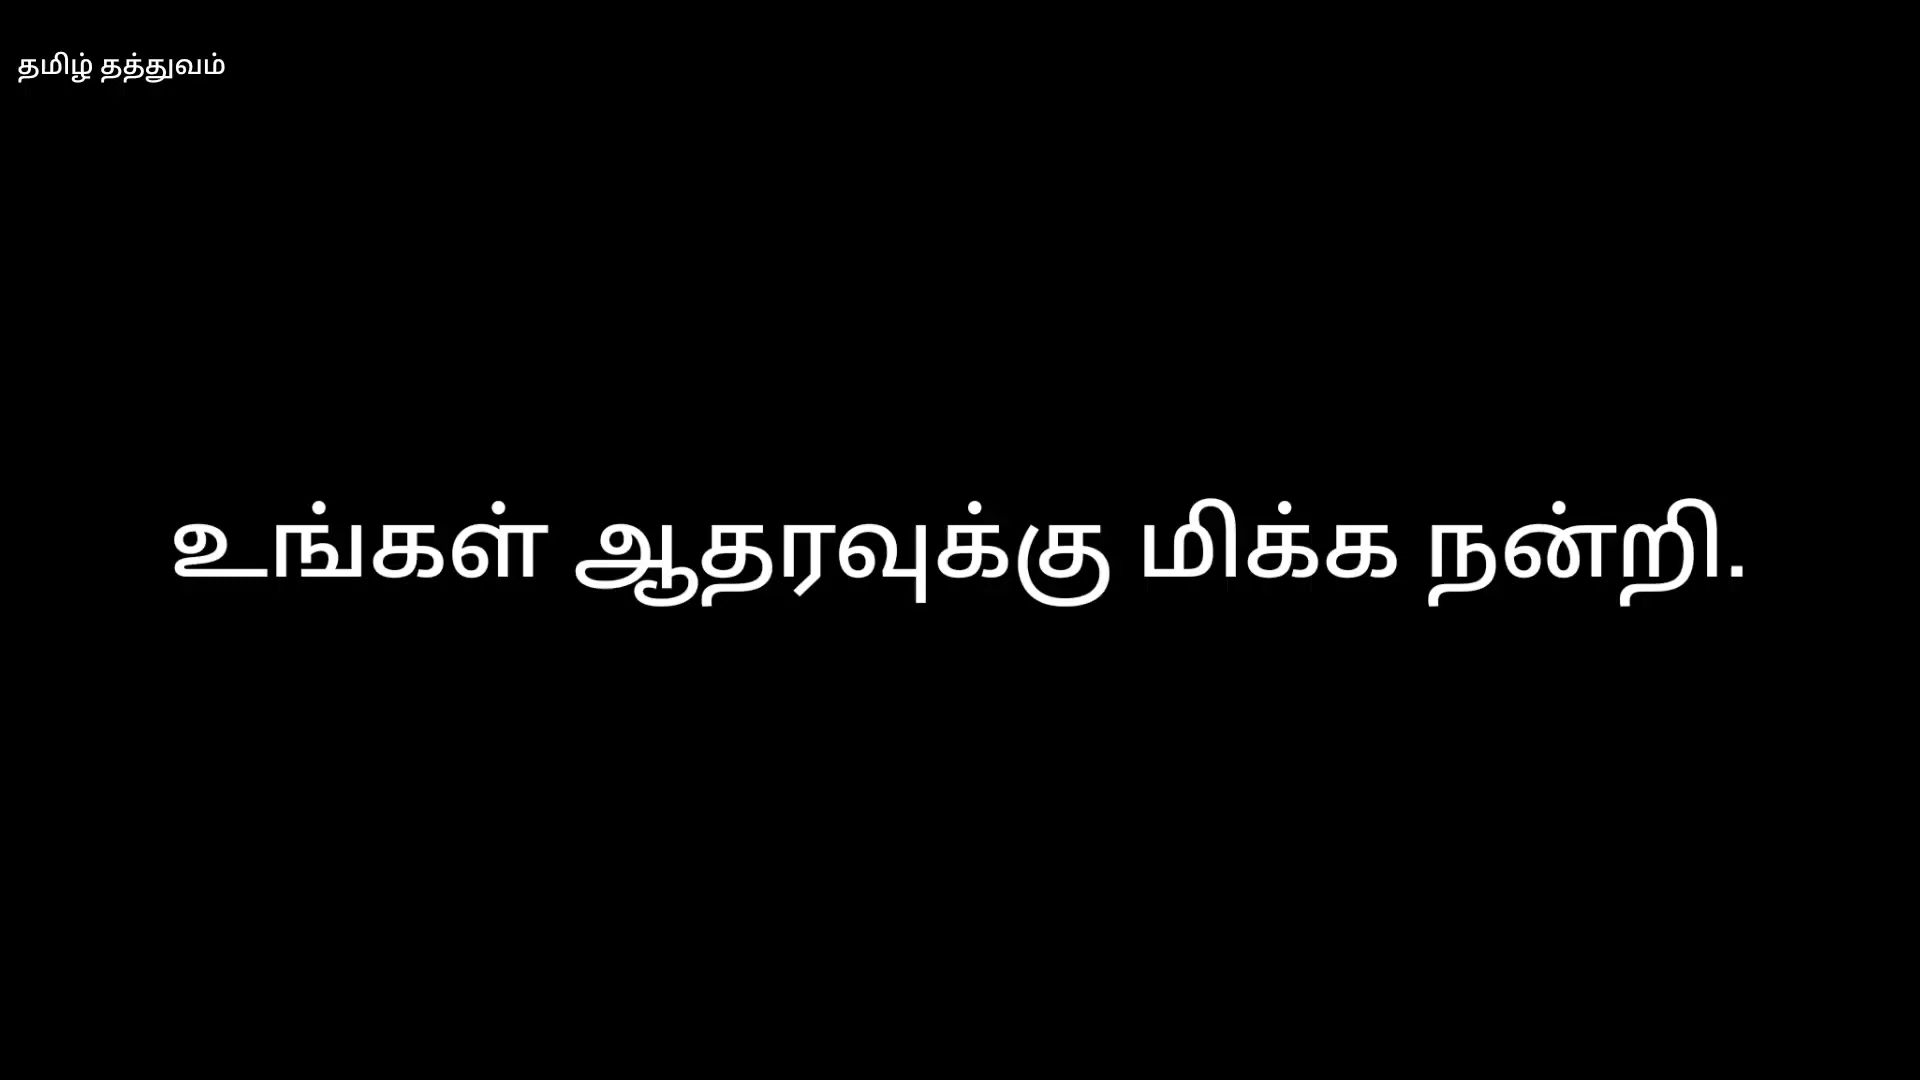 தமிழ் தத்துவம்
உங்கள் ஆதரவுக்கு மிக்க நன்றி.